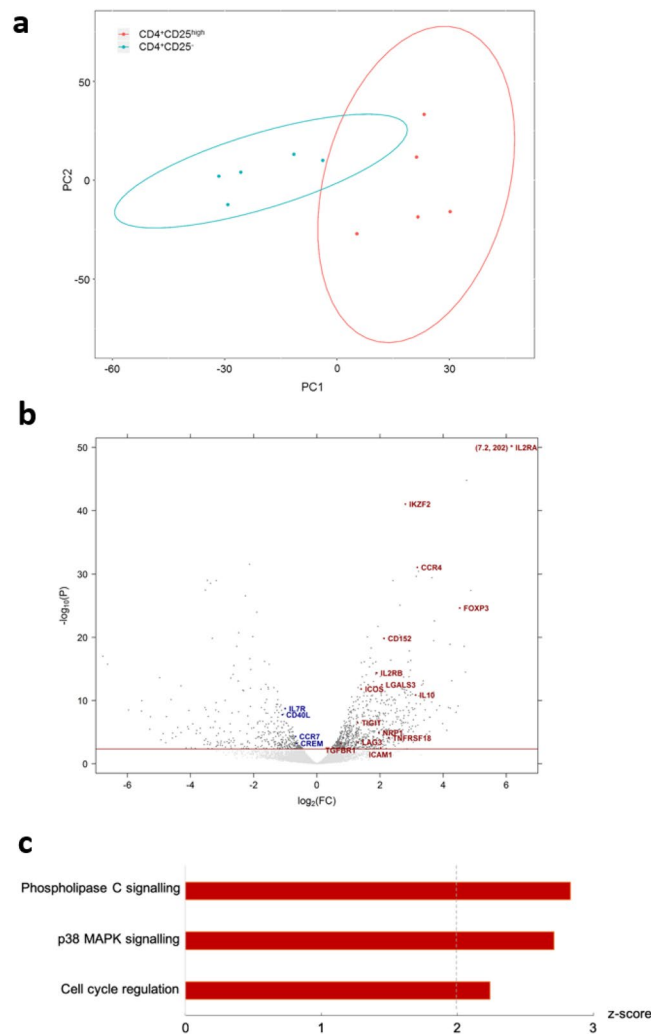 a
CD4⁺CD25ʰⁱᵍʰ
CD4⁺CD25⁻
50
0
-50
PC2
-60
-30
0
30
PC1
b
50
40
30
20
10
0
-log₁₀(P)
(7.2, 202) IL2RA
IKZF2
CCR4
FOXP3
CD152
IL2RB
LGALS3
ICOS
IL10
IL7R
CD40L
TIGIT
NRP1
TNFRSF18
CCR7
CREM
LAG3
TGFBR1
ICAM1
-6
-4
-2
0
2
4
6
log₂(FC)
c
Phospholipase C signalling
p38 MAPK signalling
Cell cycle regulation
0
1
2
3
z-score